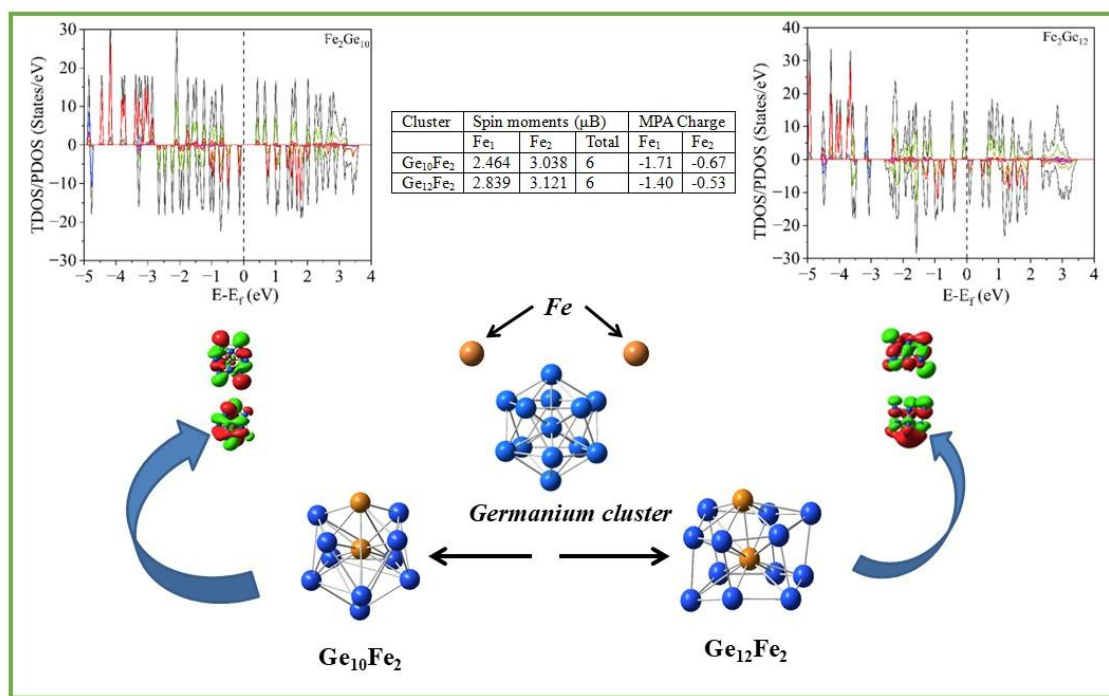 Fe₂Ge₁₀
TDOS/PDOS (States/eV)
30
20
10
0
−10
−20
−30
−5 −4 −3 −2 −1 0 1 2 3 4
E-E_f (eV)
Cluster Spin moments (μB) MPA Charge
Fe₁ Fe₂ Total Fe₁ Fe₂
Ge₁₀Fe₂ 2.464 3.038 6 -1.71 -0.67
Ge₁₂Fe₂ 2.839 3.121 6 -1.40 -0.53
Fe₂Ge₁₂
TDOS/PDOS (States/eV)
40
30
20
10
0
−10
−20
−30
−5 −4 −3 −2 −1 0 1 2 3 4
E-E_f (eV)
Fe
Germanium cluster
Ge₁₀Fe₂
Ge₁₂Fe₂